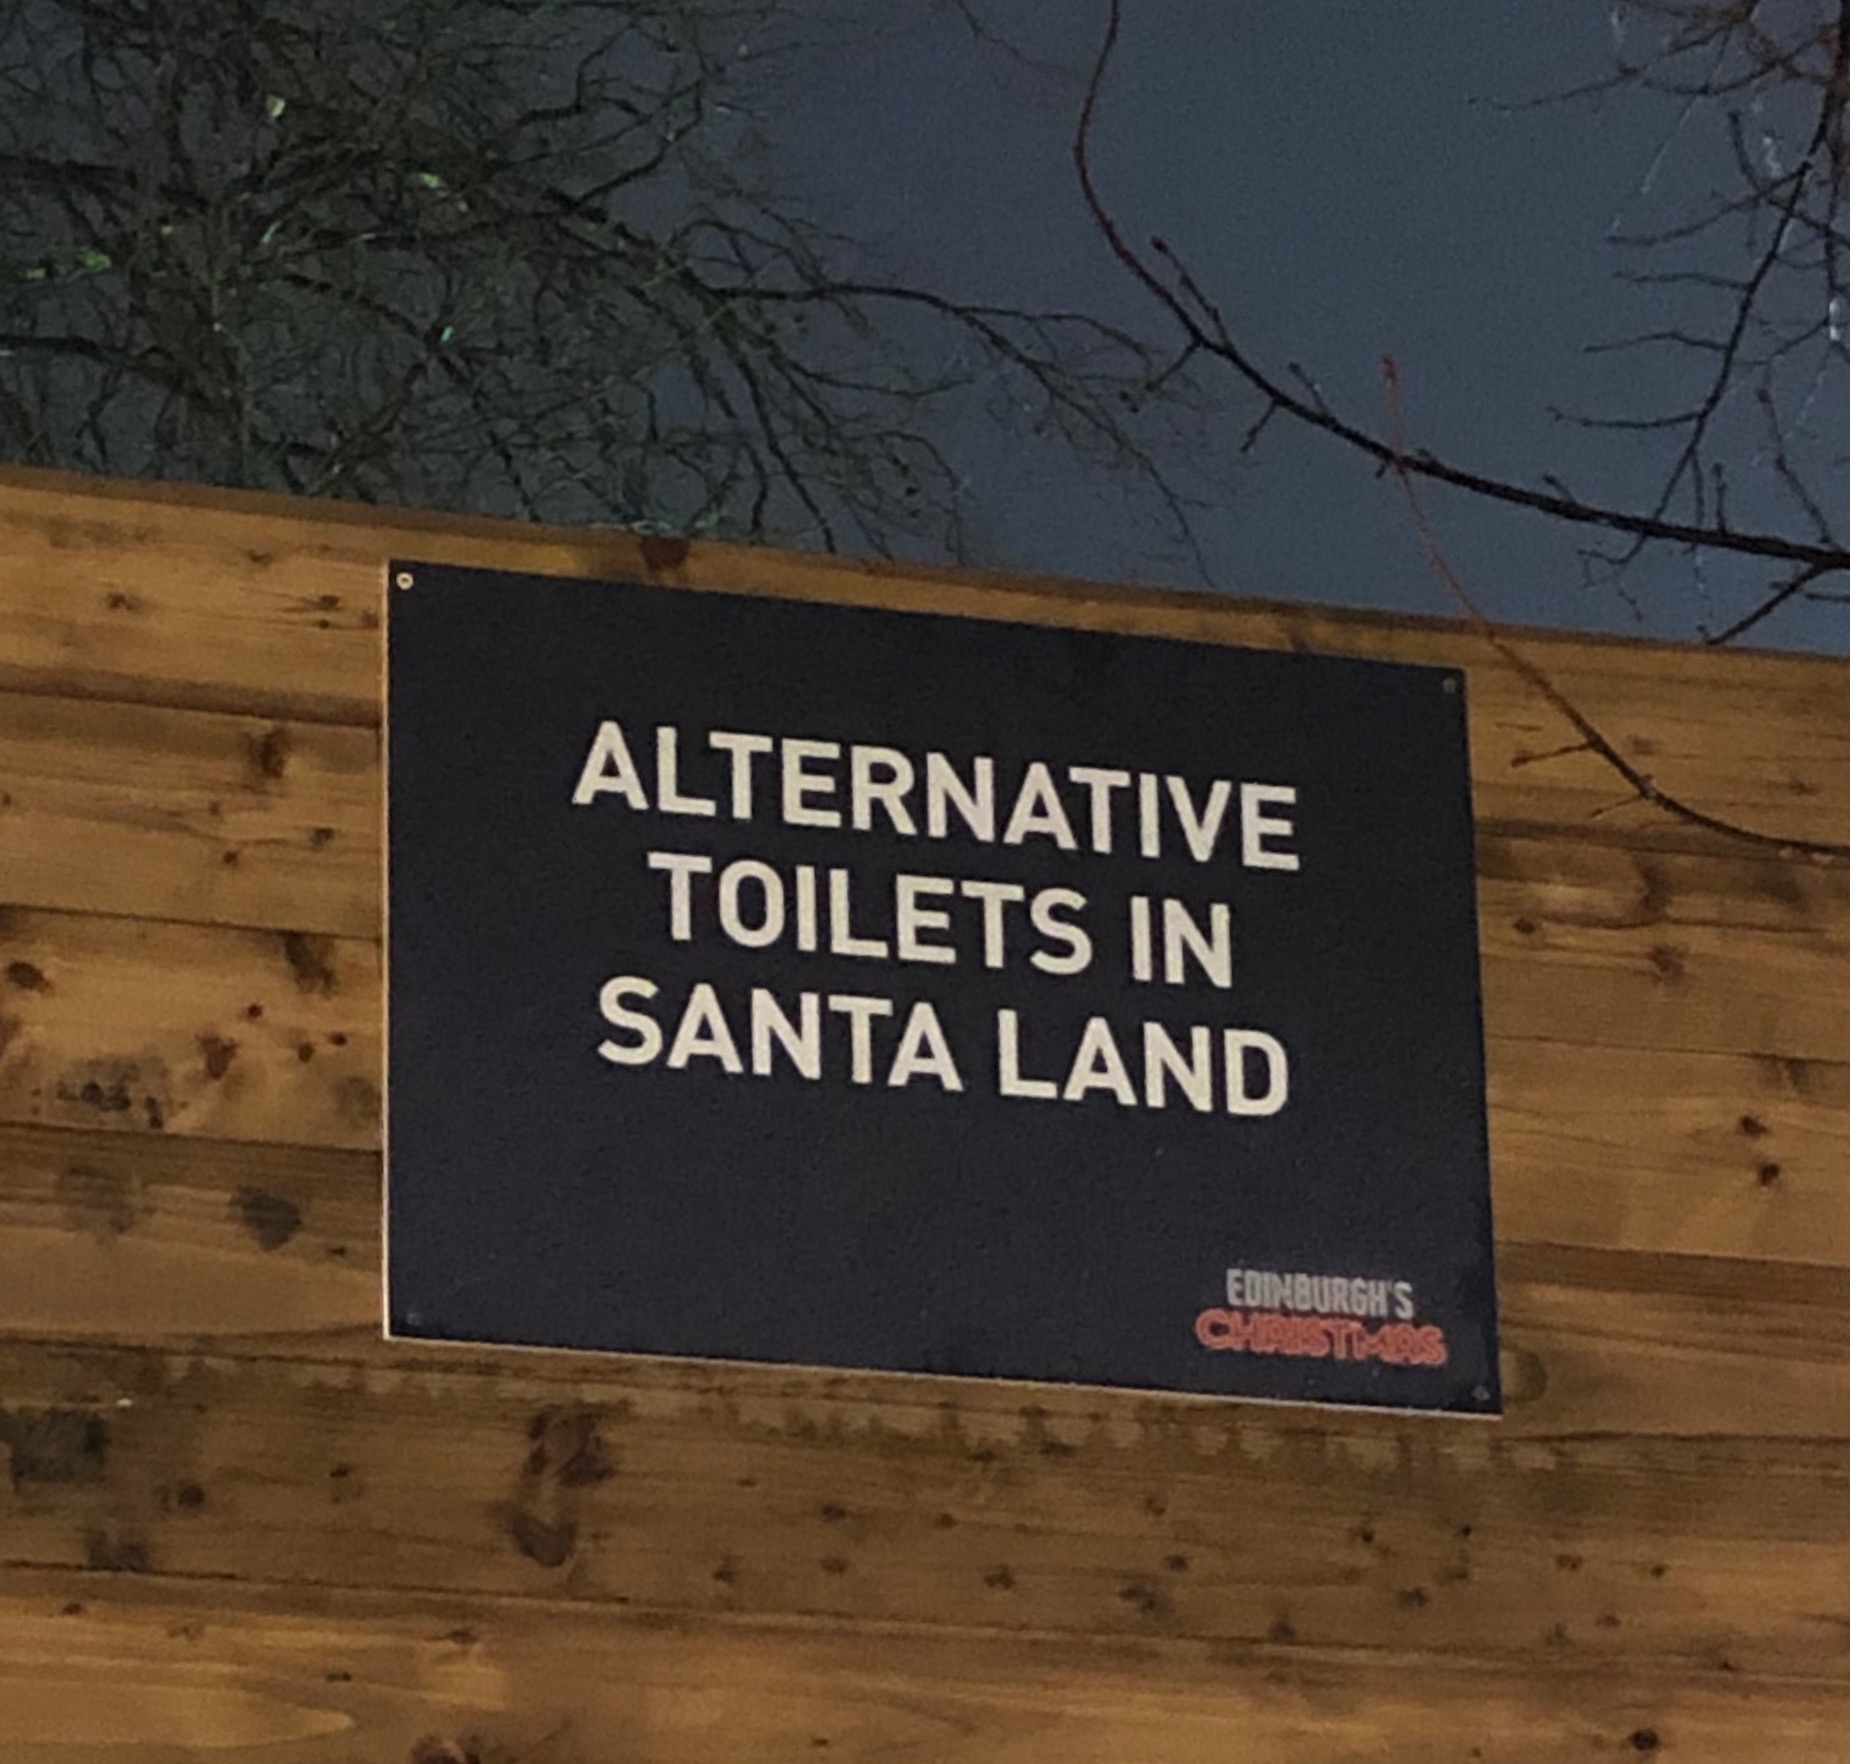 ALTERNATIVE
TOILETS IN
SANTA LAND
EDINBURGH'S
CHRISTMAS